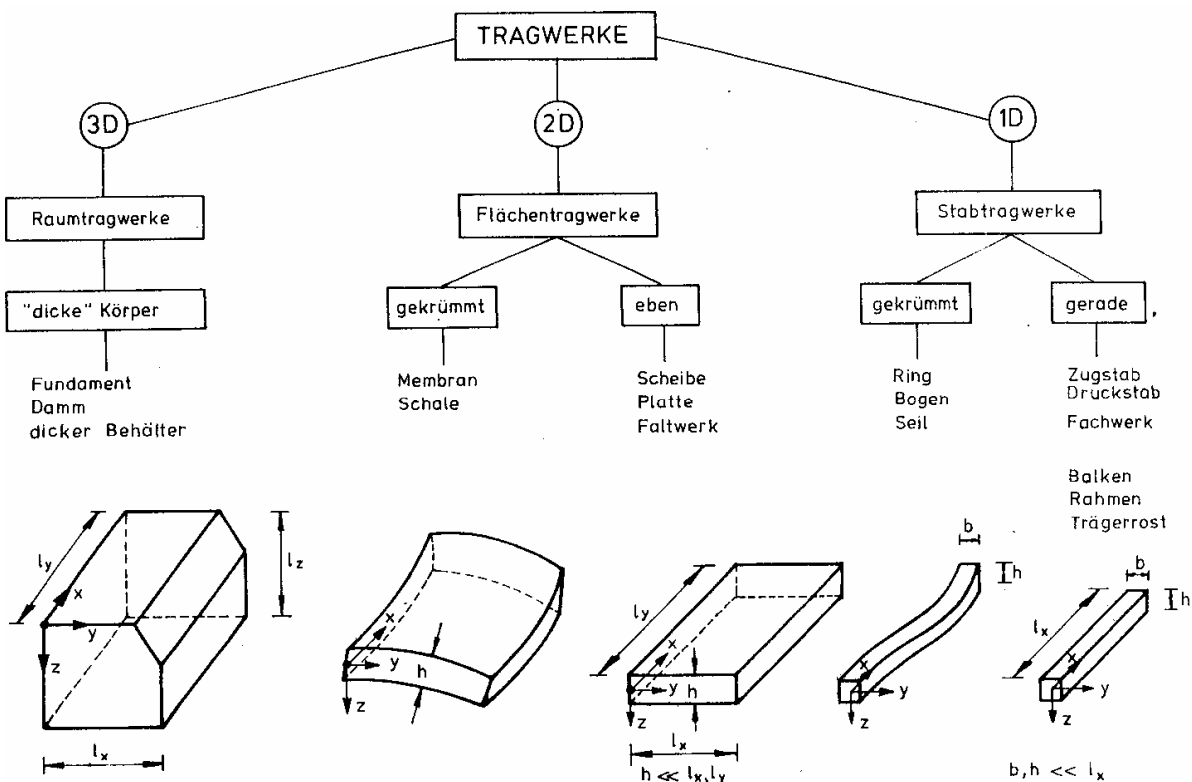 TRAGWERKE
3D
2D
1D
Raumtragwerke
Flächentragwerke
Stabtragwerke
"dicke" Körper
gekrümmt
eben
gekrümmt
gerade
Fundament
Damm
dicker Behälter
Membran
Schale
Scheibe
Platte
Faltwerk
Ring
Bogen
Seil
Zugstab
Druckstab
Fachwerk
Balken
Rahmen
Trägerrost
l_y
l_z
x
y
z
l_x
x
y
h
z
l_y
x
y
h
z
l_x
h ≪ l_x,l_y
b
h
x
y
z
b
h
l_x
x
y
z
b,h << l_x